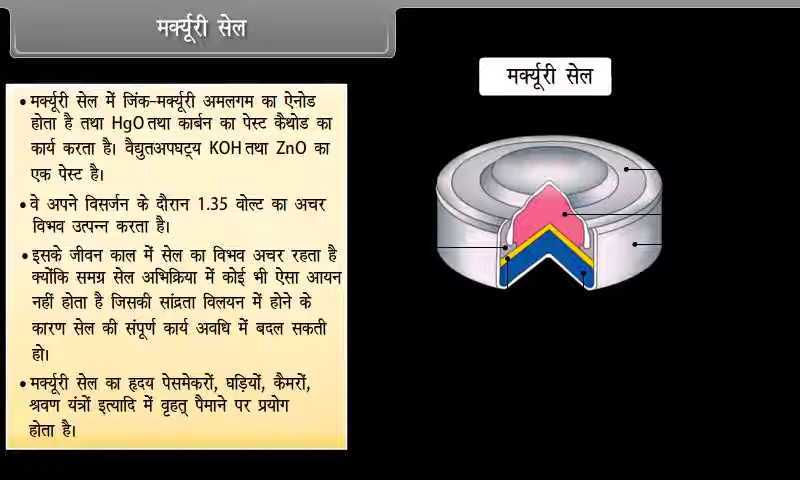 मर्क्यूरी सेल
मर्क्यूरी सेल
• मर्क्यूरी सेल में जिंक-मर्क्यूरी अमलगम का ऐनोड
होता है तथा HgO तथा कार्बन का पेस्ट कैथोड का
कार्य करता है। वैद्युतअपघट्य KOH तथा ZnO का
एक पेस्ट है।
• वे अपने विसर्जन के दौरान 1.35 वोल्ट का अचर
विभव उत्पन्न करता है।
• इसके जीवन काल में सेल का विभव अचर रहता है
क्योंकि समग्र सेल अभिक्रिया में कोई भी ऐसा आयन
नहीं होता है जिसकी सांद्रता विलयन में होने के
कारण सेल की संपूर्ण कार्य अवधि में बदल सकती
हो।
• मर्क्यूरी सेल का हृदय पेसमेकरों, घड़ियों, कैमरों,
श्रवण यंत्रों इत्यादि में वृहत् पैमाने पर प्रयोग
होता है।